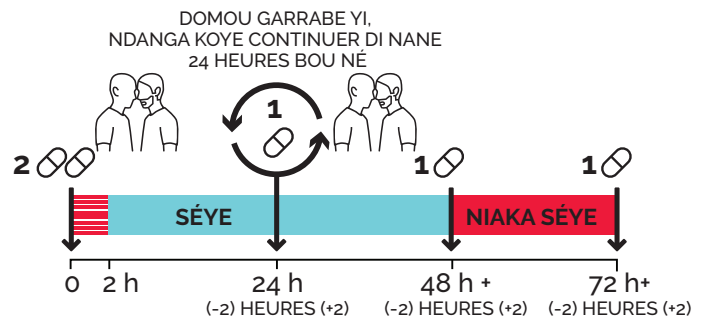 DOMOU GARRABE YI,
NDANGA KOYE CONTINUER DI NANE
24 HEURES BOU NÉ
1
2
1
1
SÉYE
NIAKA SÉYE
0
2 h
24 h
48 h +
72 h+
(-2) HEURES (+2)
(-2) HEURES (+2)
(-2) HEURES (+2)